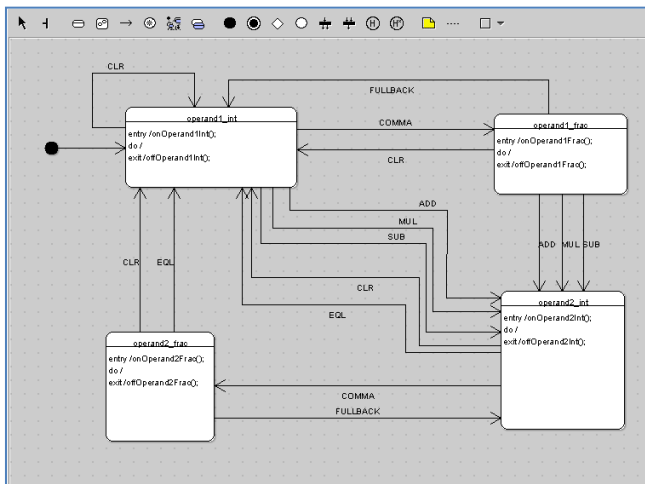 CLR
FULLBACK
operand1_int
entry /onOperand1Int();
do /
exit /offOperand1Int();
COMMA
CLR
operand1_frac
entry /onOperand1Frac();
do /
exit /offOperand1Frac();
ADD
MUL
SUB
ADD MUL SUB
CLR EQL
CLR
EQL
operand2_int
entry /onOperand2Int();
do /
exit /offOperand2Int();
operand2_frac
entry /onOperand2Frac();
do /
exit /offOperand2Frac();
COMMA
FULLBACK